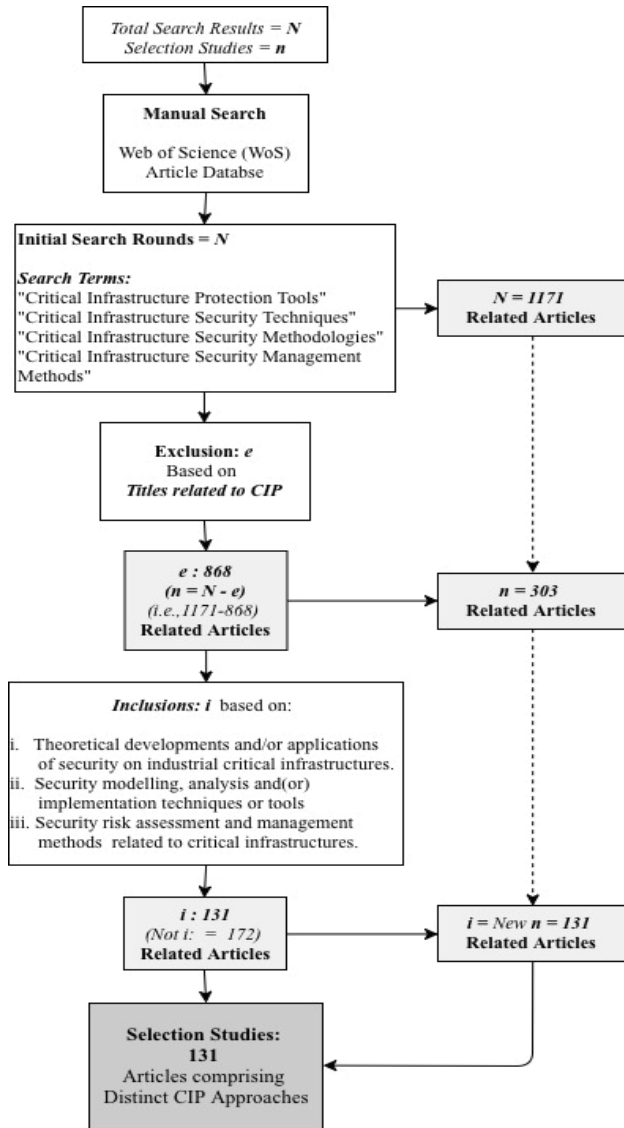 Total Search Results = N
Selection Studies = n
Manual Search
Web of Science (WoS)
Article Databse
Initial Search Rounds = N
Search Terms:
"Critical Infrastructure Protection Tools"
"Critical Infrastructure Security Techniques"
"Critical Infrastructure Security Methodologies"
"Critical Infrastructure Security Management
Methods"
N = 1171
Related Articles
Exclusion: e
Based on
Titles related to CIP
e : 868
(n = N - e)
(i.e.,1171-868)
Related Articles
n = 303
Related Articles
Inclusions: i based on:
i. Theoretical developments and/or applications
of security on industrial critical infrastructures.
ii. Security modelling, analysis and(or)
implementation techniques or tools
iii. Security risk assessment and management
methods related to critical infrastructures.
i : 131
(Not i: = 172)
Related Articles
i = New n = 131
Related Articles
Selection Studies:
131
Articles comprising
Distinct CIP Approaches